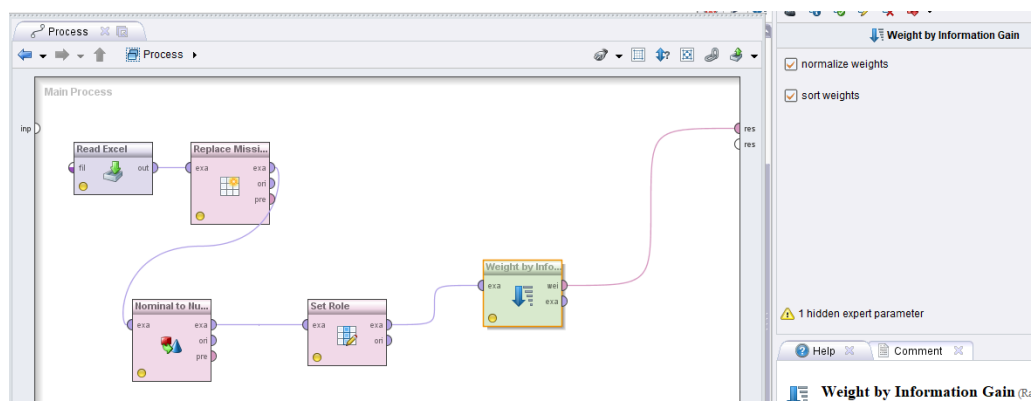 Process
Process
Weight by Information Gain
normalize weights
sort weights
Main Process
inp
res
res
Read Excel
fil
out
Replace Missi...
exa
exa
ori
pre
Weight by Info...
exa
wei
exa
Nominal to Nu...
exa
exa
ori
pre
Set Role
exa
exa
ori
1 hidden expert parameter
Help
Comment
Weight by Information Gain